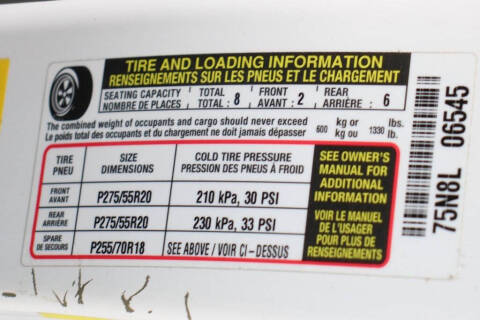 TIRE AND LOADING INFORMATION
RENSEIGNEMENTS SUR LES PNEUS ET LE CHARGEMENT
SEATING CAPACITY TOTAL FRONT REAR
NOMBRE DE PLACES TOTAL : 8 AVANT : 2 ARRIÈRE : 6
The combined weight of occupants and cargo should never exceed 600 kg or 1330 lbs.
Le poids total des occupants et du chargement ne doit jamais dépasser kg ou lb.
TIRE PNEU
SIZE DIMENSIONS
COLD TIRE PRESSURE
PRESSION DES PNEUS À FROID
SEE OWNER'S
MANUAL FOR
ADDITIONAL
INFORMATION
FRONT AVANT P275/55R20 210 kPa, 30 PSI
REAR ARRIÈRE P275/55R20 230 kPa, 33 PSI
SPARE DE SECOURS P255/70R18 SEE ABOVE / VOIR CI-DESSUS
VOIR LE MANUEL
DE L'USAGER
POUR PLUS DE
RENSEIGNEMENTS
75N8L 06545